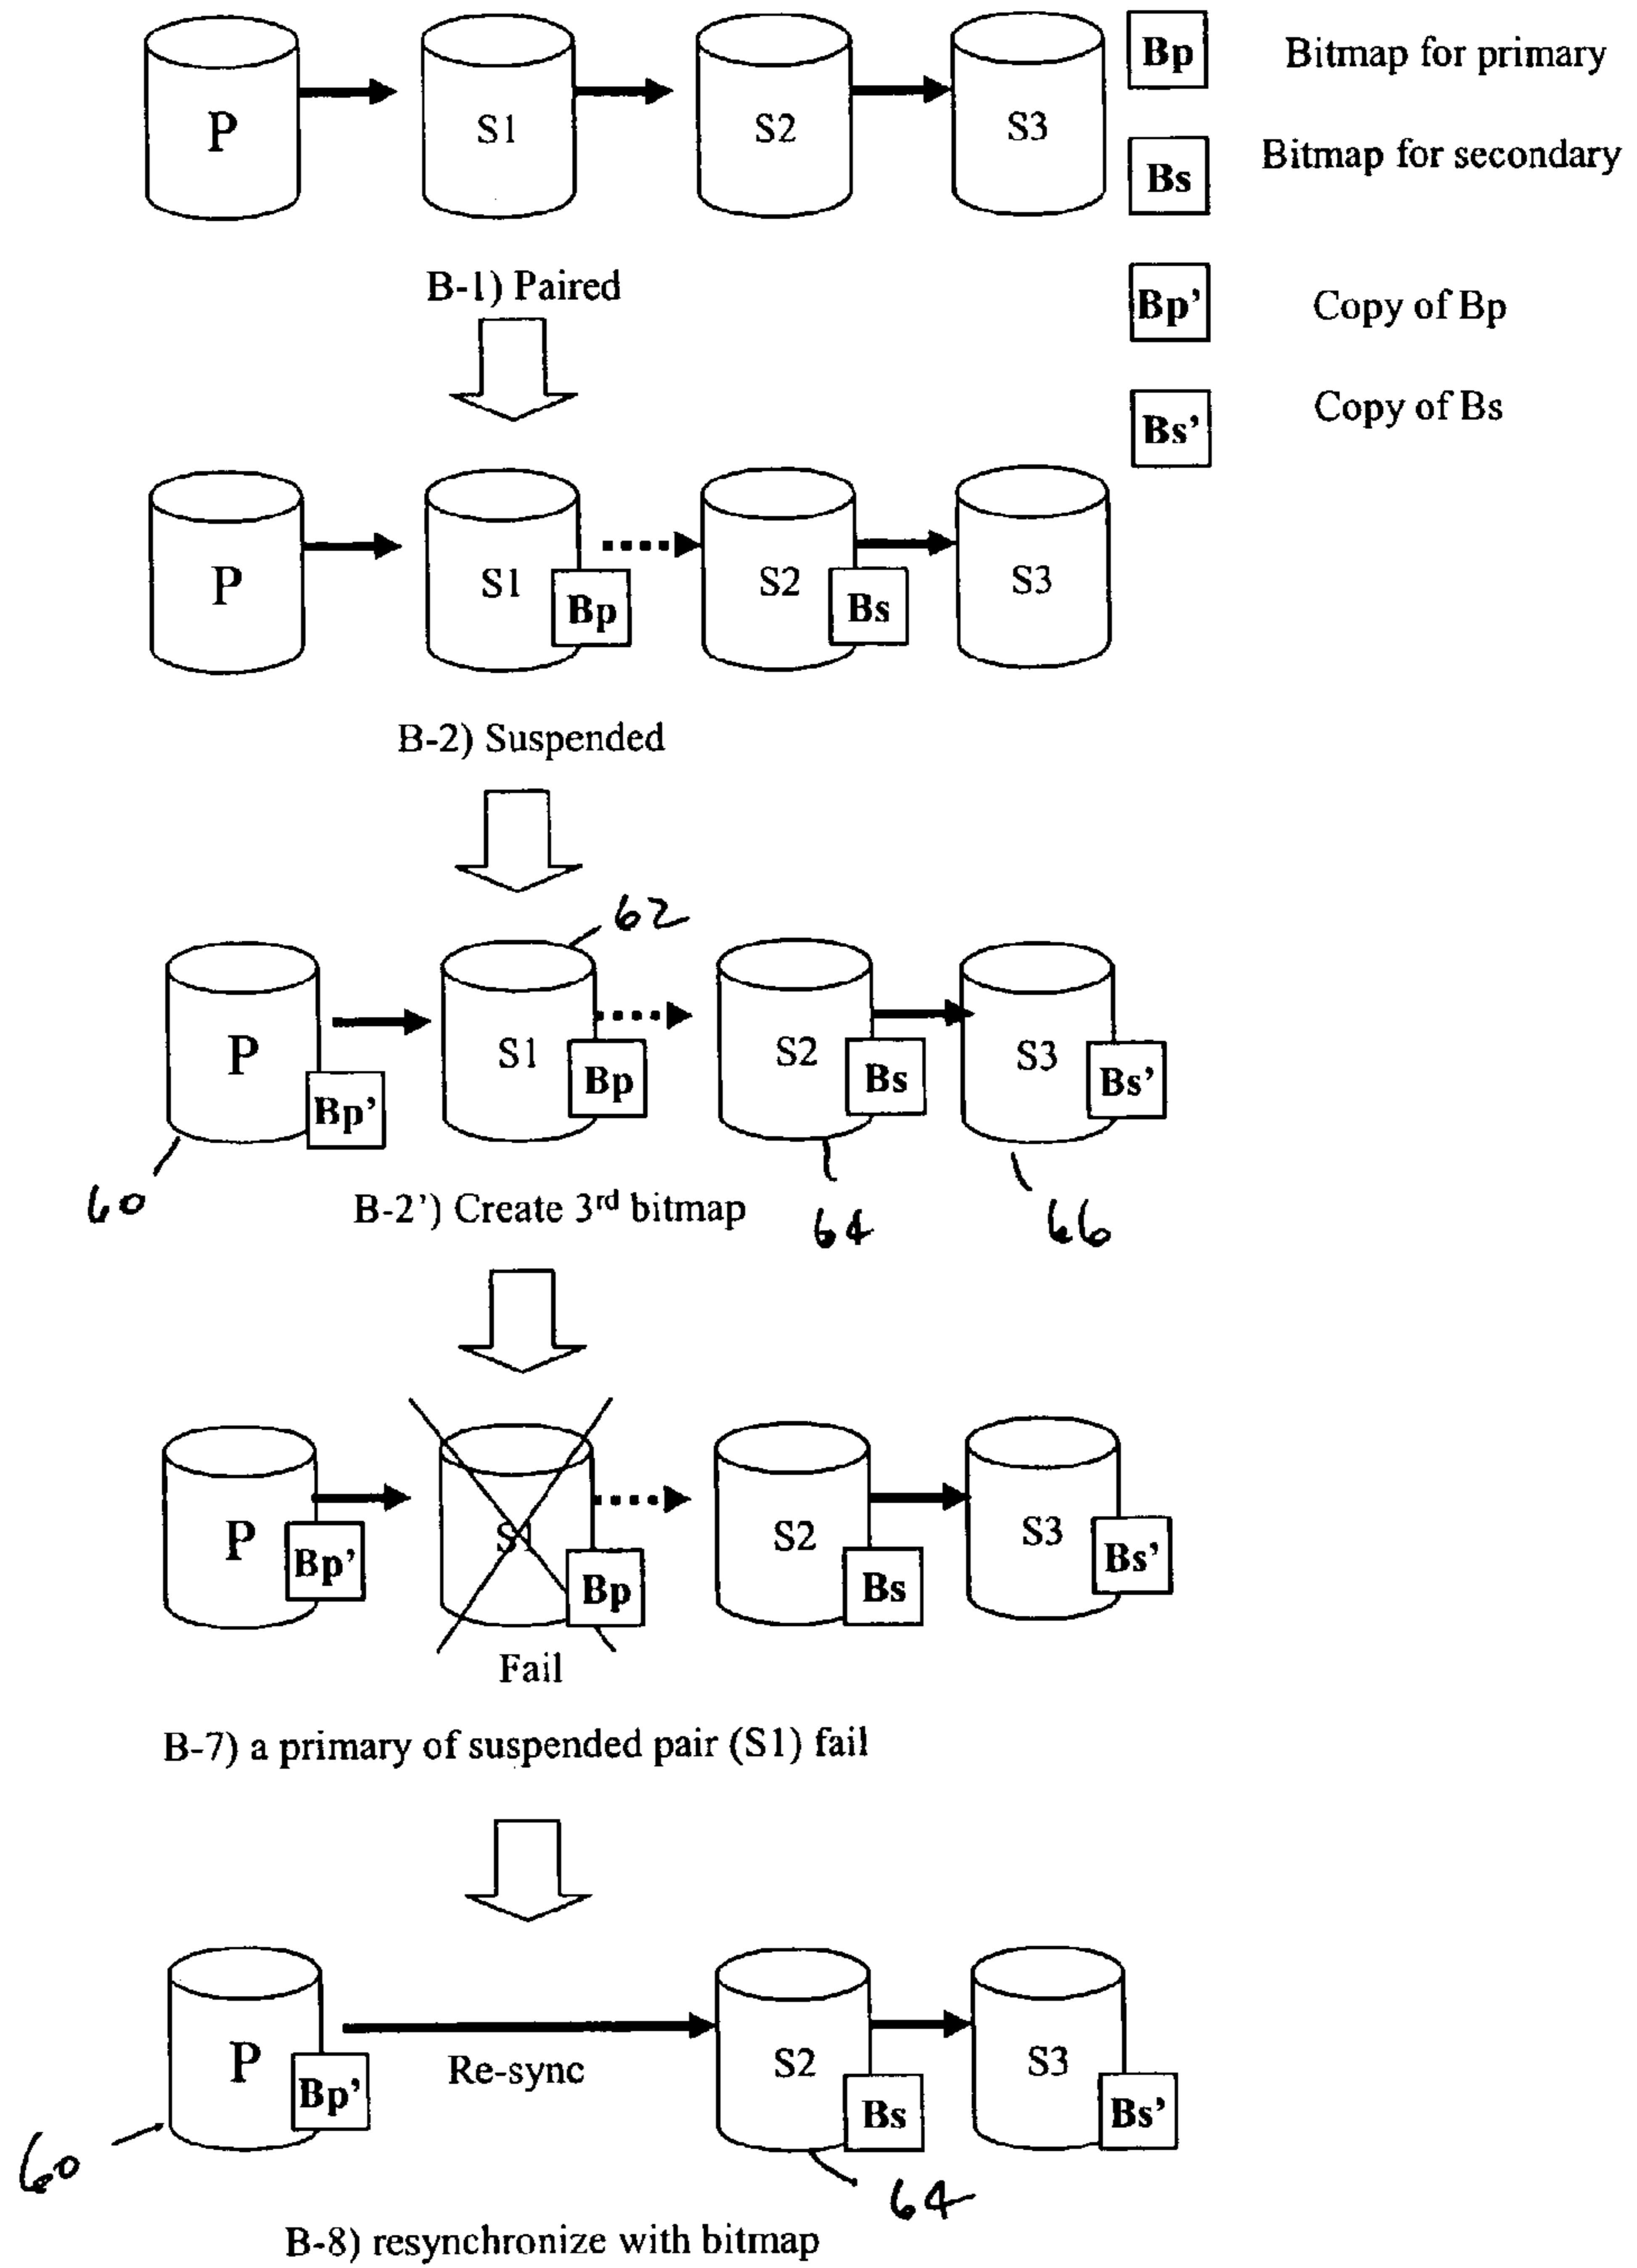 P
S1
S2
S3
Bp
Bitmap for primary
Bs
Bitmap for secondary
Bp'
Copy of Bp
Bs'
Copy of Bs
B-1) Paired
P
S1
Bp
S2
Bs
S3
B-2) Suspended
62
P
Bp'
S1
Bp
S2
Bs
S3
Bs'
60
B-2') Create 3rd bitmap
64
66
P
Bp'
S1
Bp
S2
Bs
S3
Bs'
Fail
B-7) a primary of suspended pair (S1) fail
P
Bp'
Re-sync
S2
Bs
S3
Bs'
60
64
B-8) resynchronize with bitmap